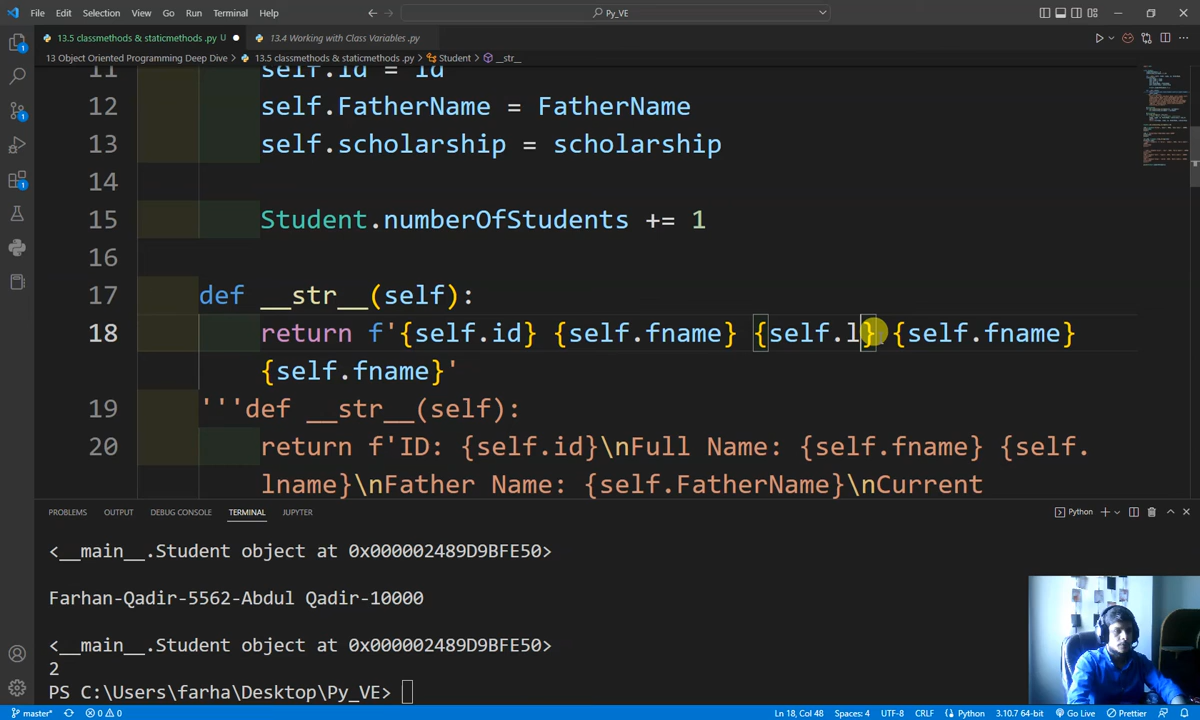 File Edit Selection View Go Run Terminal Help
Py_VE
13.5 classmethods & staticmethods .py U
13.4 Working with Class Variables .py
13 Object Oriented Programming Deep Dive > 13.5 classmethods & staticmethods .py > Student > __str__
11 self.id = id
12 self.FatherName = FatherName
13 self.scholarship = scholarship
14
15 Student.numberOfStudents += 1
16
17 def __str__(self):
18 return f'{self.id} {self.fname} {self.l} {self.fname}
{self.fname}'
19 '''def __str__(self):
20 return f'ID: {self.id}\nFull Name: {self.fname} {self.
lname}\nFather Name: {self.FatherName}\nCurrent
PROBLEMS OUTPUT DEBUG CONSOLE TERMINAL JUPYTER
Python
<__main__.Student object at 0x000002489D9BFE50>
Farhan-Qadir-5562-Abdul Qadir-10000
<__main__.Student object at 0x000002489D9BFE50>
2
PS C:\Users\farha\Desktop\Py_VE>
master* 0 0 Ln 18, Col 48 Spaces: 4 UTF-8 CRLF Python 3.10.7 64-bit Go Live Prettier